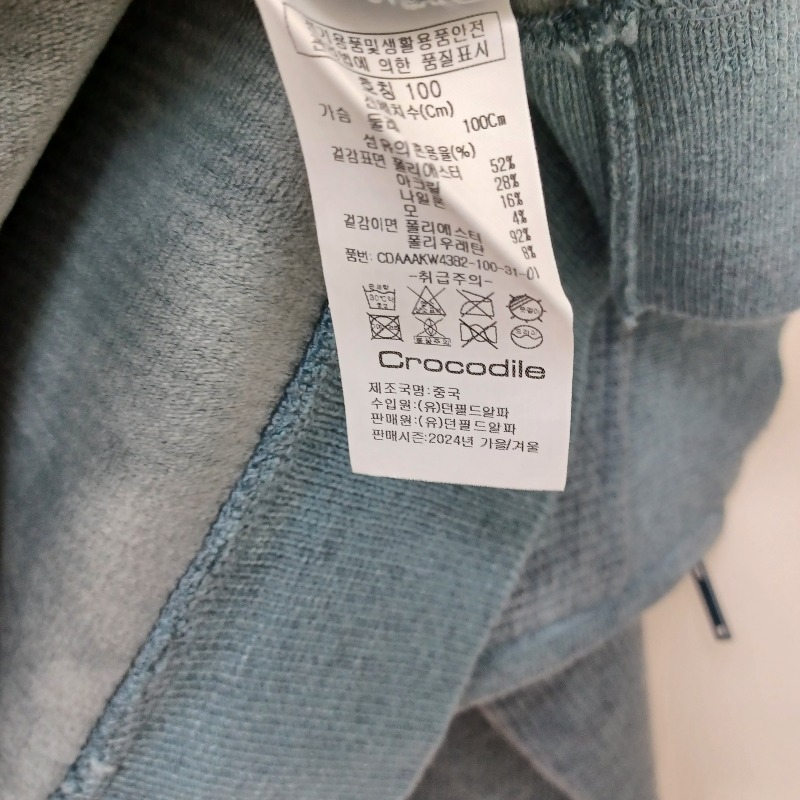 전기용품및생활용품안전
관리법에 의한 품질표시
호칭 100
신체치수(Cm)
가슴 둘레 100Cm
섬유의혼용율(%)
겉감표면 폴리에스터 52%
아크릴 28%
나일론 16%
모 4%
겉감이면 폴리에스터 92%
폴리우레탄 8%
품번: CDAAAKW4382-100-31-01
-취급주의-
30℃
Crocodile
제조국명:중국
수입원:(유)던필드알파
판매원:(유)던필드알파
판매시즌:2024년 가을/겨울